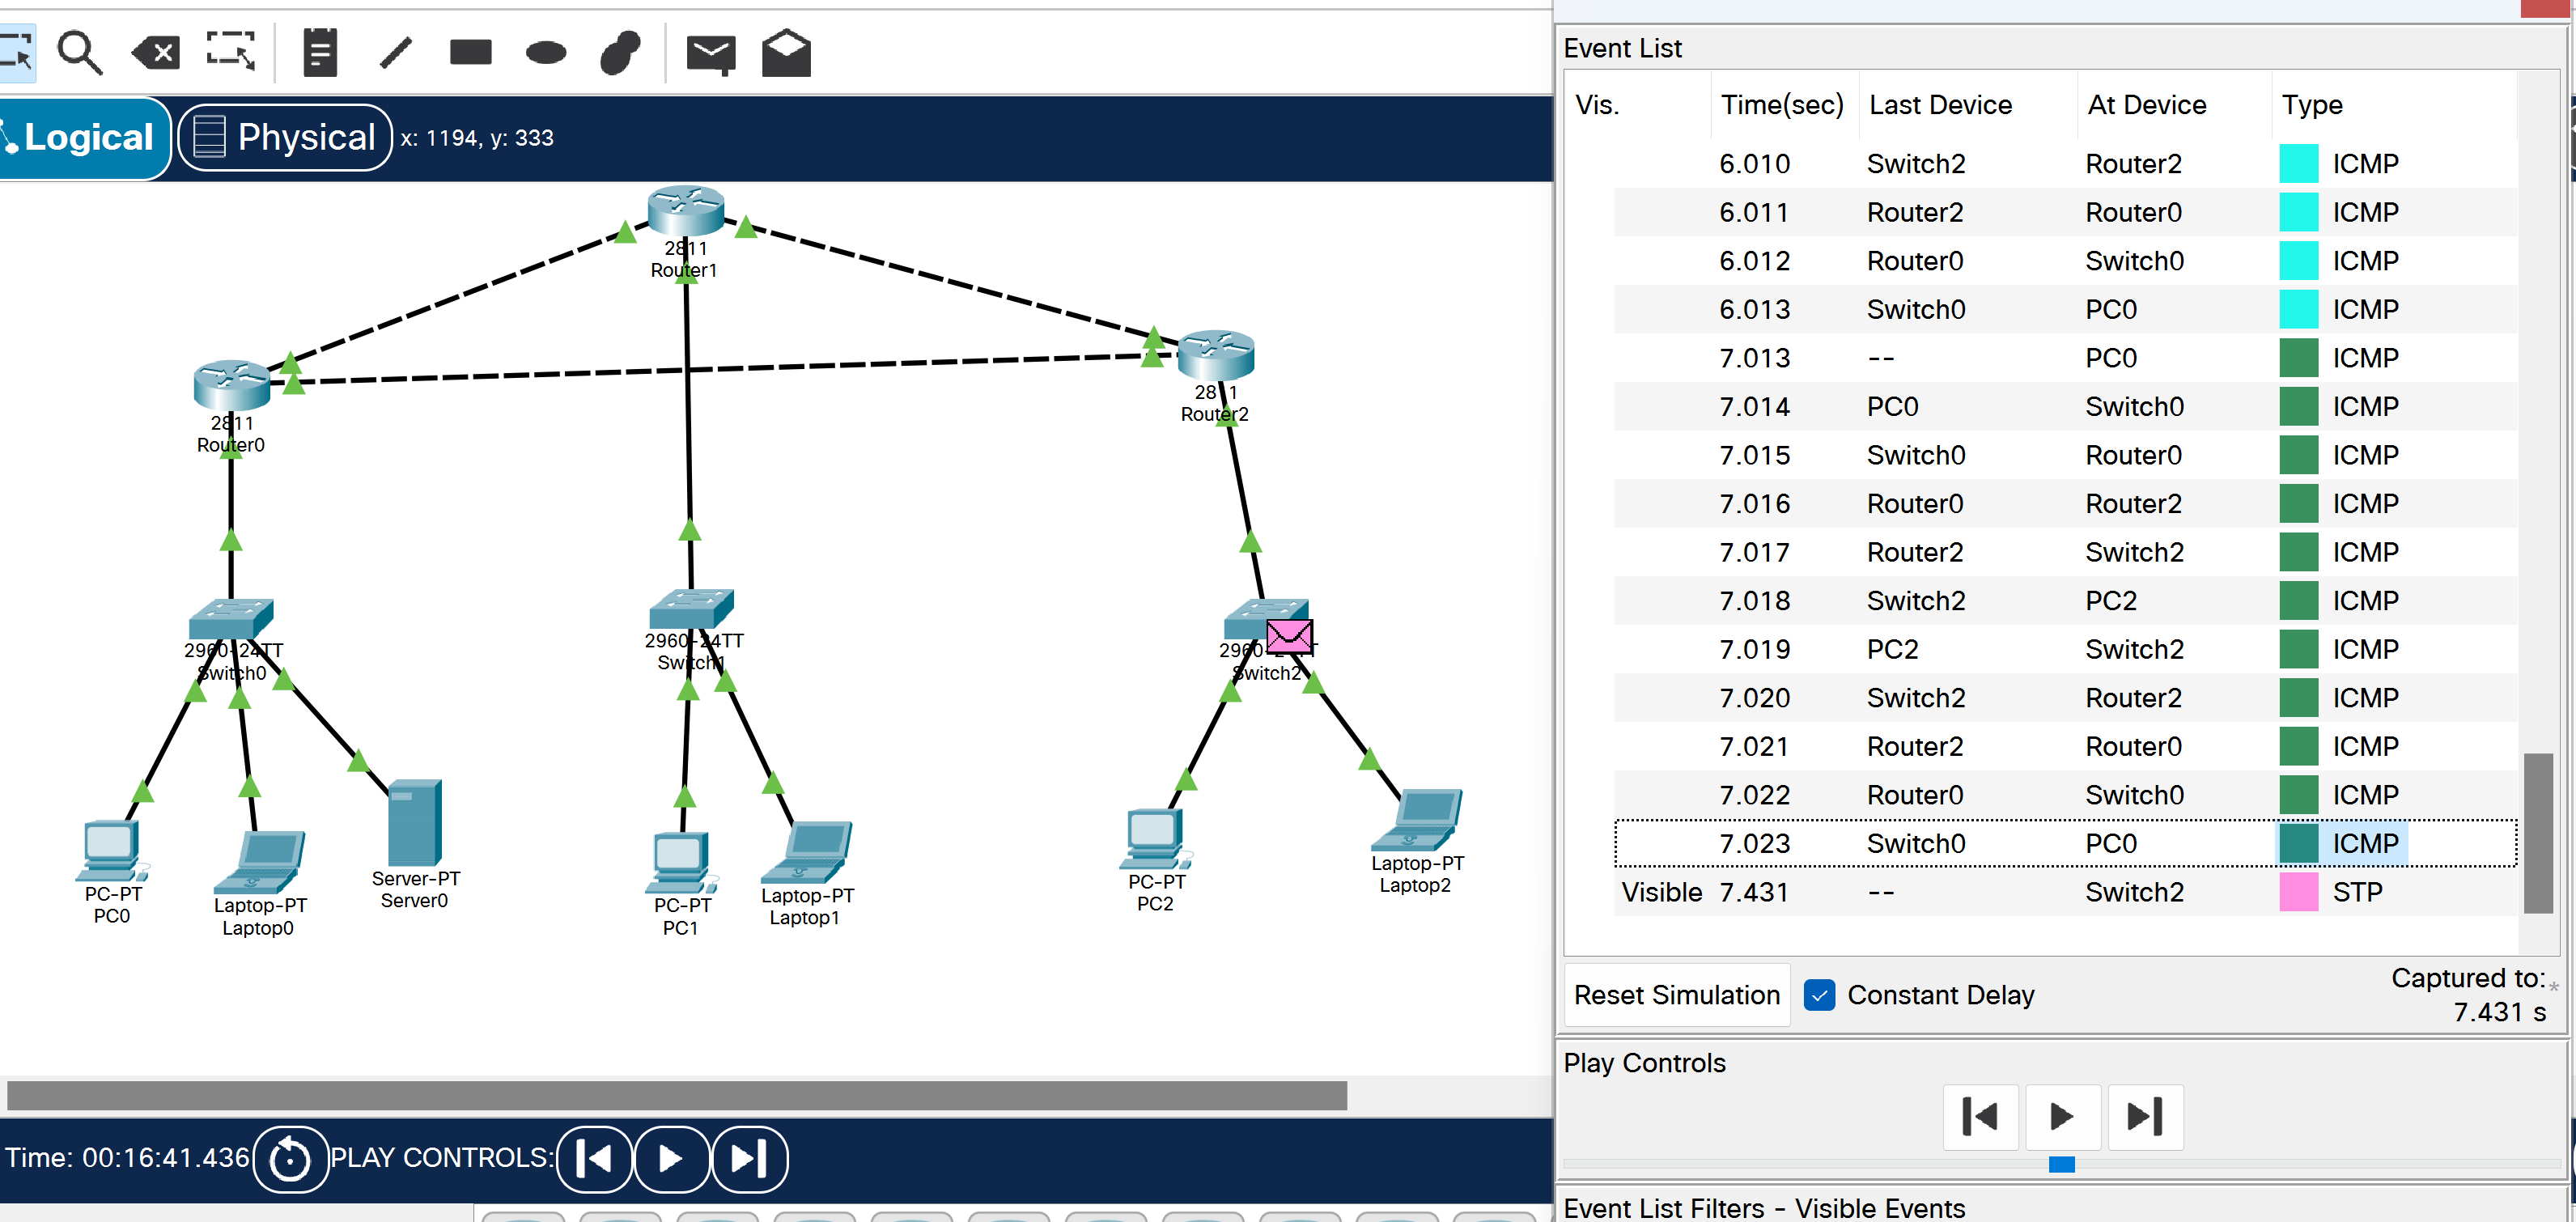 Logical
Physical
x: 1194, y: 333
2811
Router1
2811
Router0
2811
Router2
2960-24TT
Switch0
2960-24TT
Switch1
Switch2
PC-PT
PC0
Laptop-PT
Laptop0
Server-PT
Server0
PC-PT
PC1
Laptop-PT
Laptop1
PC-PT
PC2
Laptop-PT
Laptop2
Time: 00:16:41.436
PLAY CONTROLS:
Event List
Vis. Time(sec) Last Device At Device Type
6.010 Switch2 Router2 ICMP
6.011 Router2 Router0 ICMP
6.012 Router0 Switch0 ICMP
6.013 Switch0 PC0 ICMP
7.013 -- PC0 ICMP
7.014 PC0 Switch0 ICMP
7.015 Switch0 Router0 ICMP
7.016 Router0 Router2 ICMP
7.017 Router2 Switch2 ICMP
7.018 Switch2 PC2 ICMP
7.019 PC2 Switch2 ICMP
7.020 Switch2 Router2 ICMP
7.021 Router2 Router0 ICMP
7.022 Router0 Switch0 ICMP
7.023 Switch0 PC0 ICMP
Visible 7.431 -- Switch2 STP
Reset Simulation
Constant Delay
Captured to: *
7.431 s
Play Controls
Event List Filters - Visible Events